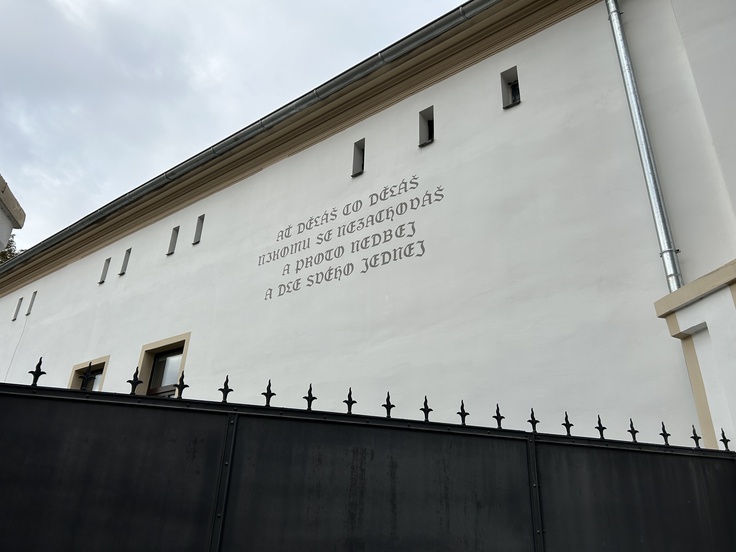 AŤ DĚLÁŠ CO DĚLÁŠ
NIKOMU SE NEZACHOVÁŠ
A PROTO NEDBEJ
A DLE SVÉHO JEDNEJ